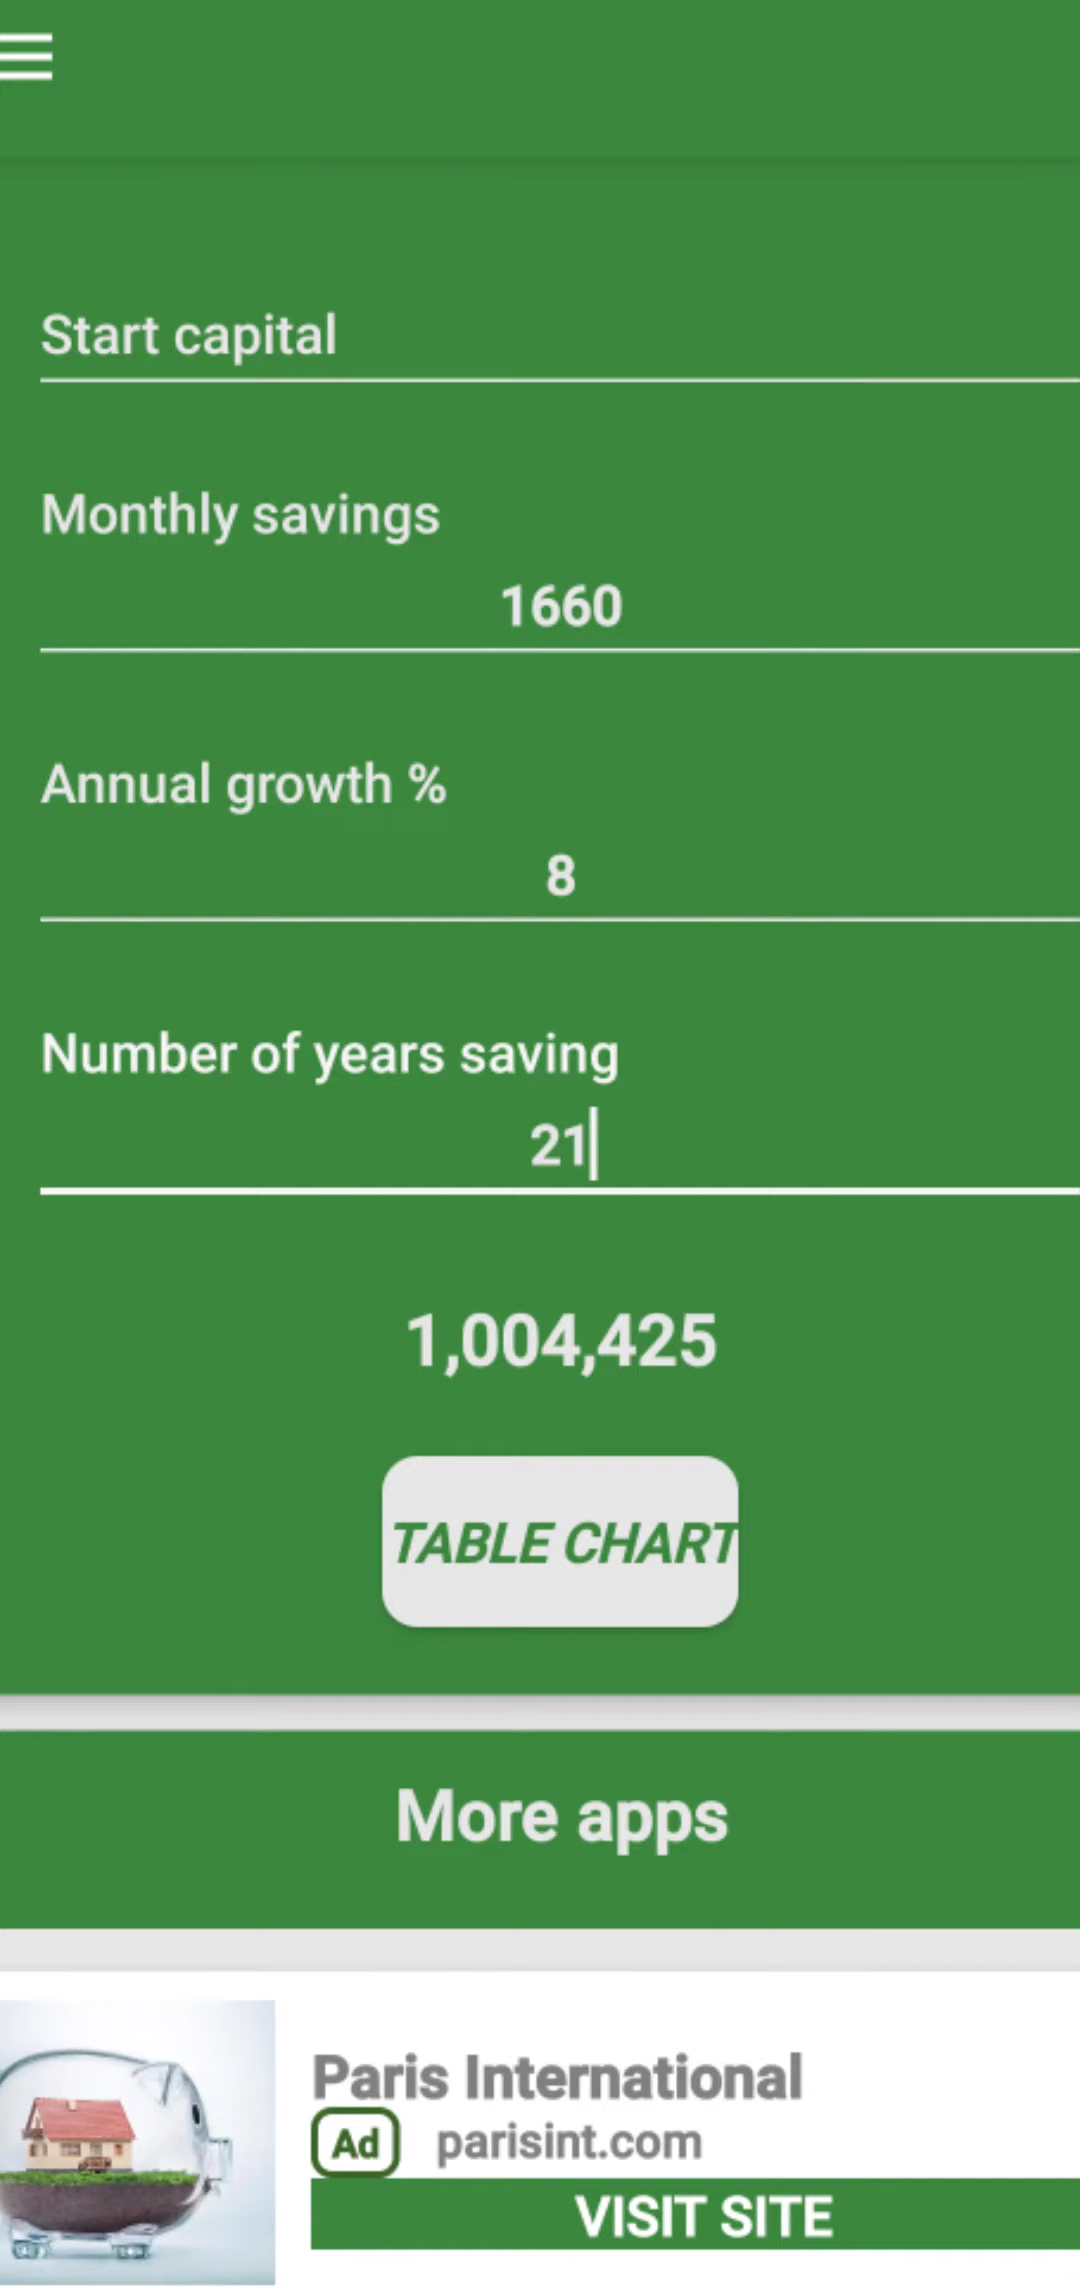 Start capital
Monthly savings
1660
Annual growth %
8
Number of years saving
21
1,004,425
TABLE CHART
More apps
Paris International
Ad parisint.com
VISIT SITE